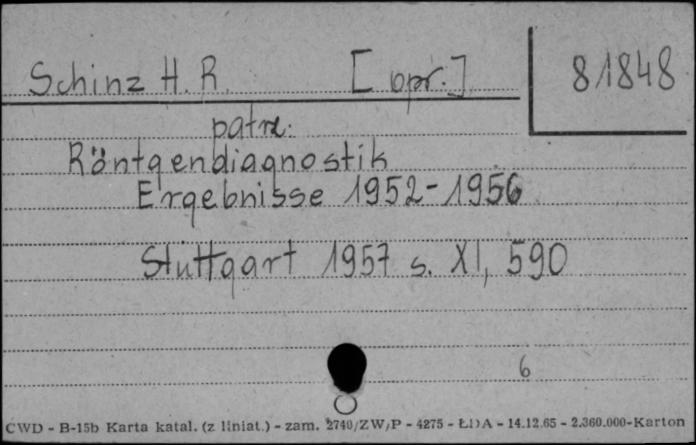 Schinz H. R. [opr.] 81848
patrz:
Röntgendiagnostik
Ergebnisse 1952-1956
Stuttgart 1957 s. XI, 590
6
CWD - B-15b Karta katal. (z liniat.) - zam. 2740/ZW/P - 4275 - ŁDA - 14.12.65 - 2.360.000-Karton